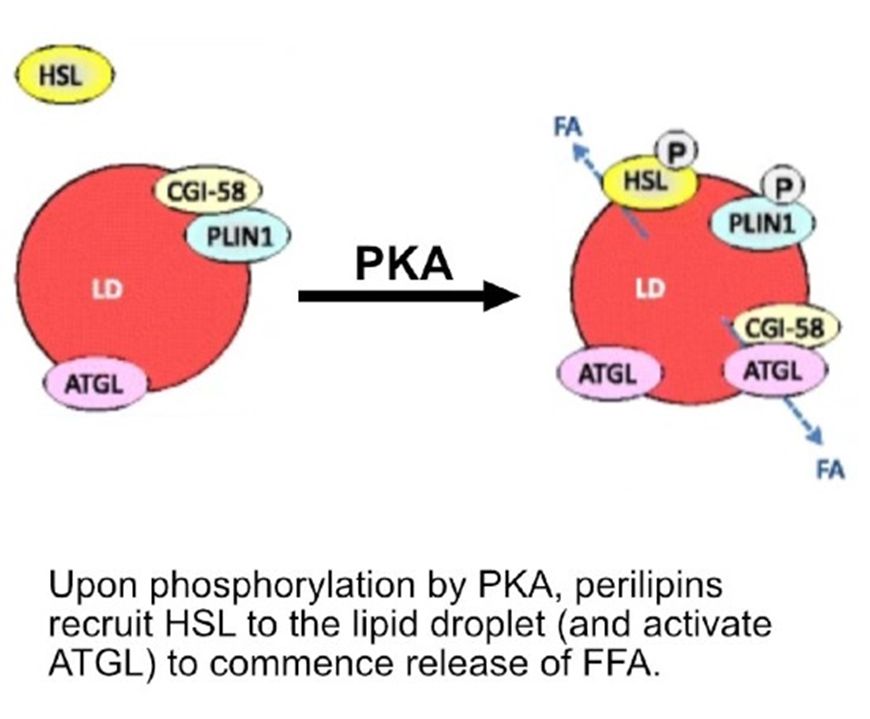 HSL
CGI-58
PLIN1
LD
ATGL
PKA
FA
P
HSL
P
PLIN1
LD
CGI-58
ATGL
ATGL
FA
Upon phosphorylation by PKA, perilipins
recruit HSL to the lipid droplet (and activate
ATGL) to commence release of FFA.